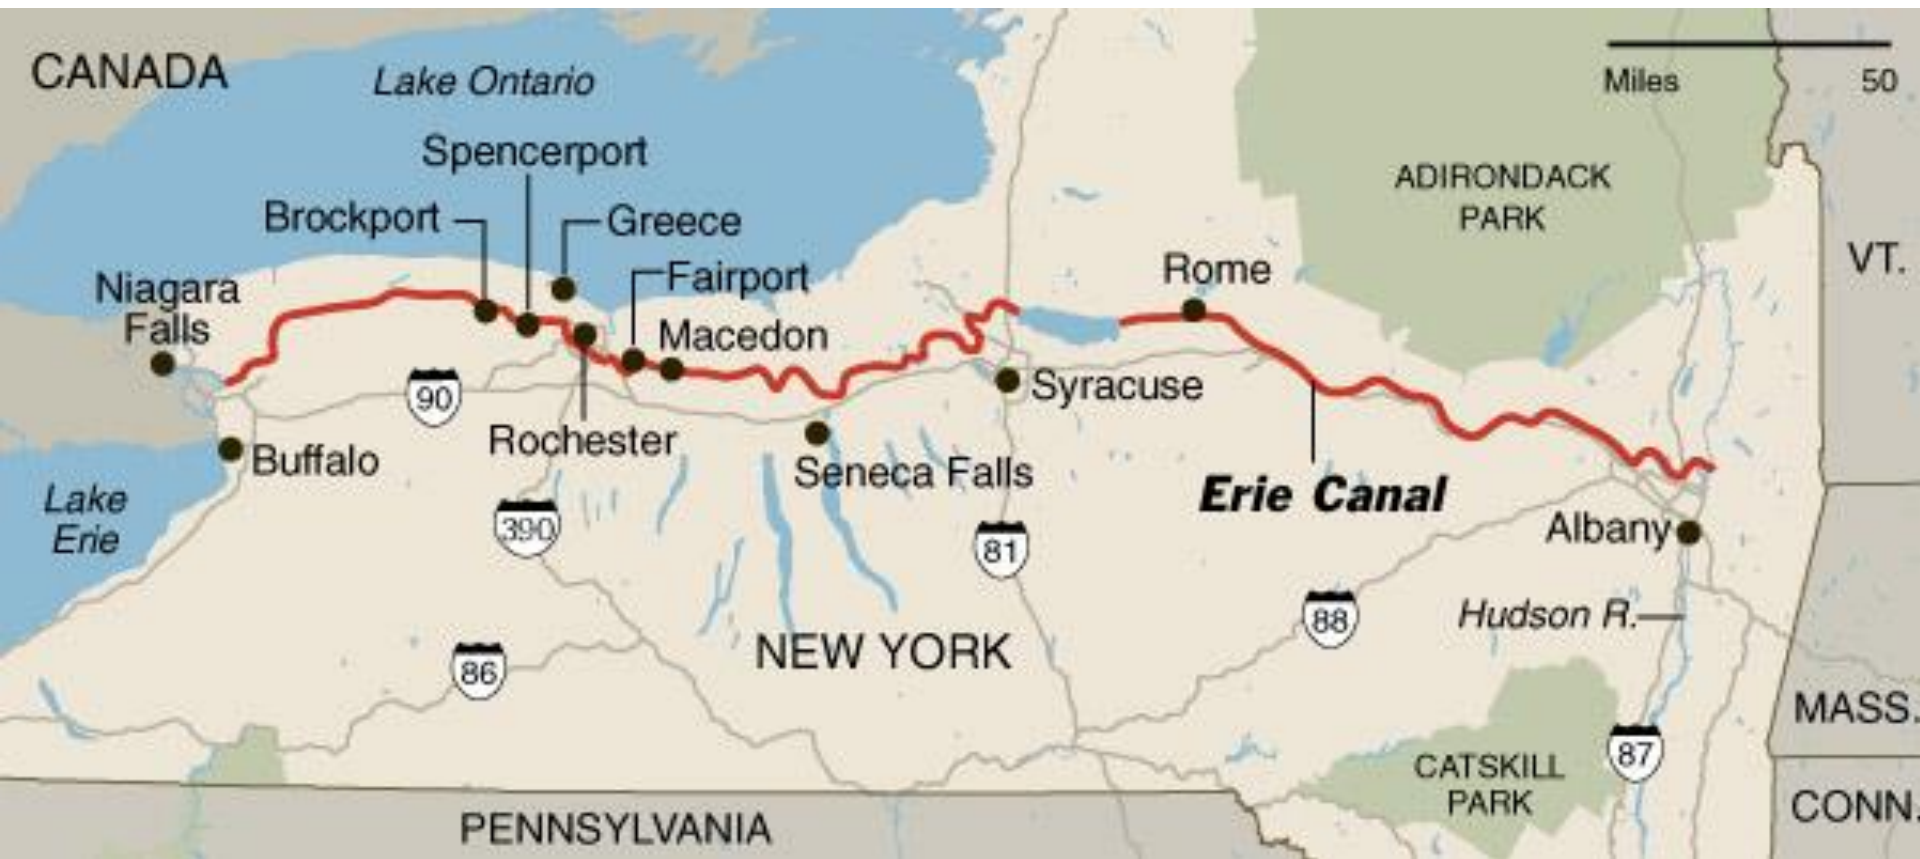 CANADA
Lake Ontario
Miles
50
Spencerport
ADIRONDACK
PARK
Brockport
Greece
VT.
Niagara
Falls
Fairport
Rome
Macedon
90
Syracuse
Rochester
Buffalo
Seneca Falls
Erie Canal
Lake
Erie
390
81
Albany
88
Hudson R.
NEW YORK
86
MASS.
87
CATSKILL
PARK
CONN.
PENNSYLVANIA